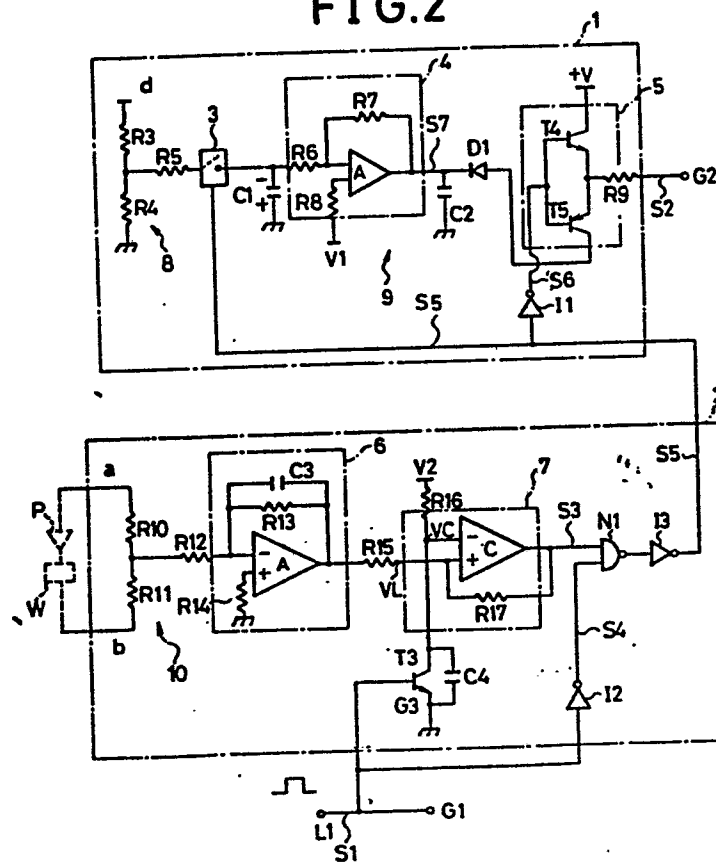 FIG.2
1
d
4
+V
5
R3
3
R7
S7
D1
T4
R5
R6
A
R4
C1
-
+
R8
C2
T5
R9
G2
S2
8
V1
9
S6
I1
S5
a
6
V2
7
S5
C3
R16
P
R10
R13
VC
S3
N1
I3
R12
-
+
A
R15
-
+
C
W
R11
R14
VL
R17
b
10
T3
C4
S4
G3
I2
L1
G1
S1